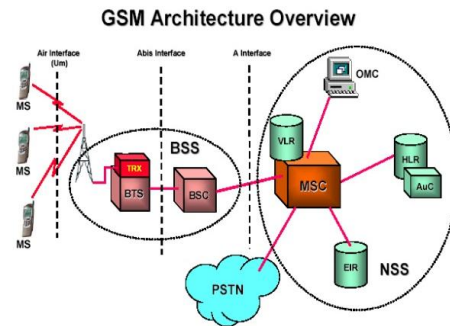 GSM Architecture Overview
Air Interface
(Um)
Abis Interface
A Interface
MS
MS
MS
BSS
TRX
BTS
BSC
VLR
MSC
OMC
HLR
AuC
EIR
NSS
PSTN